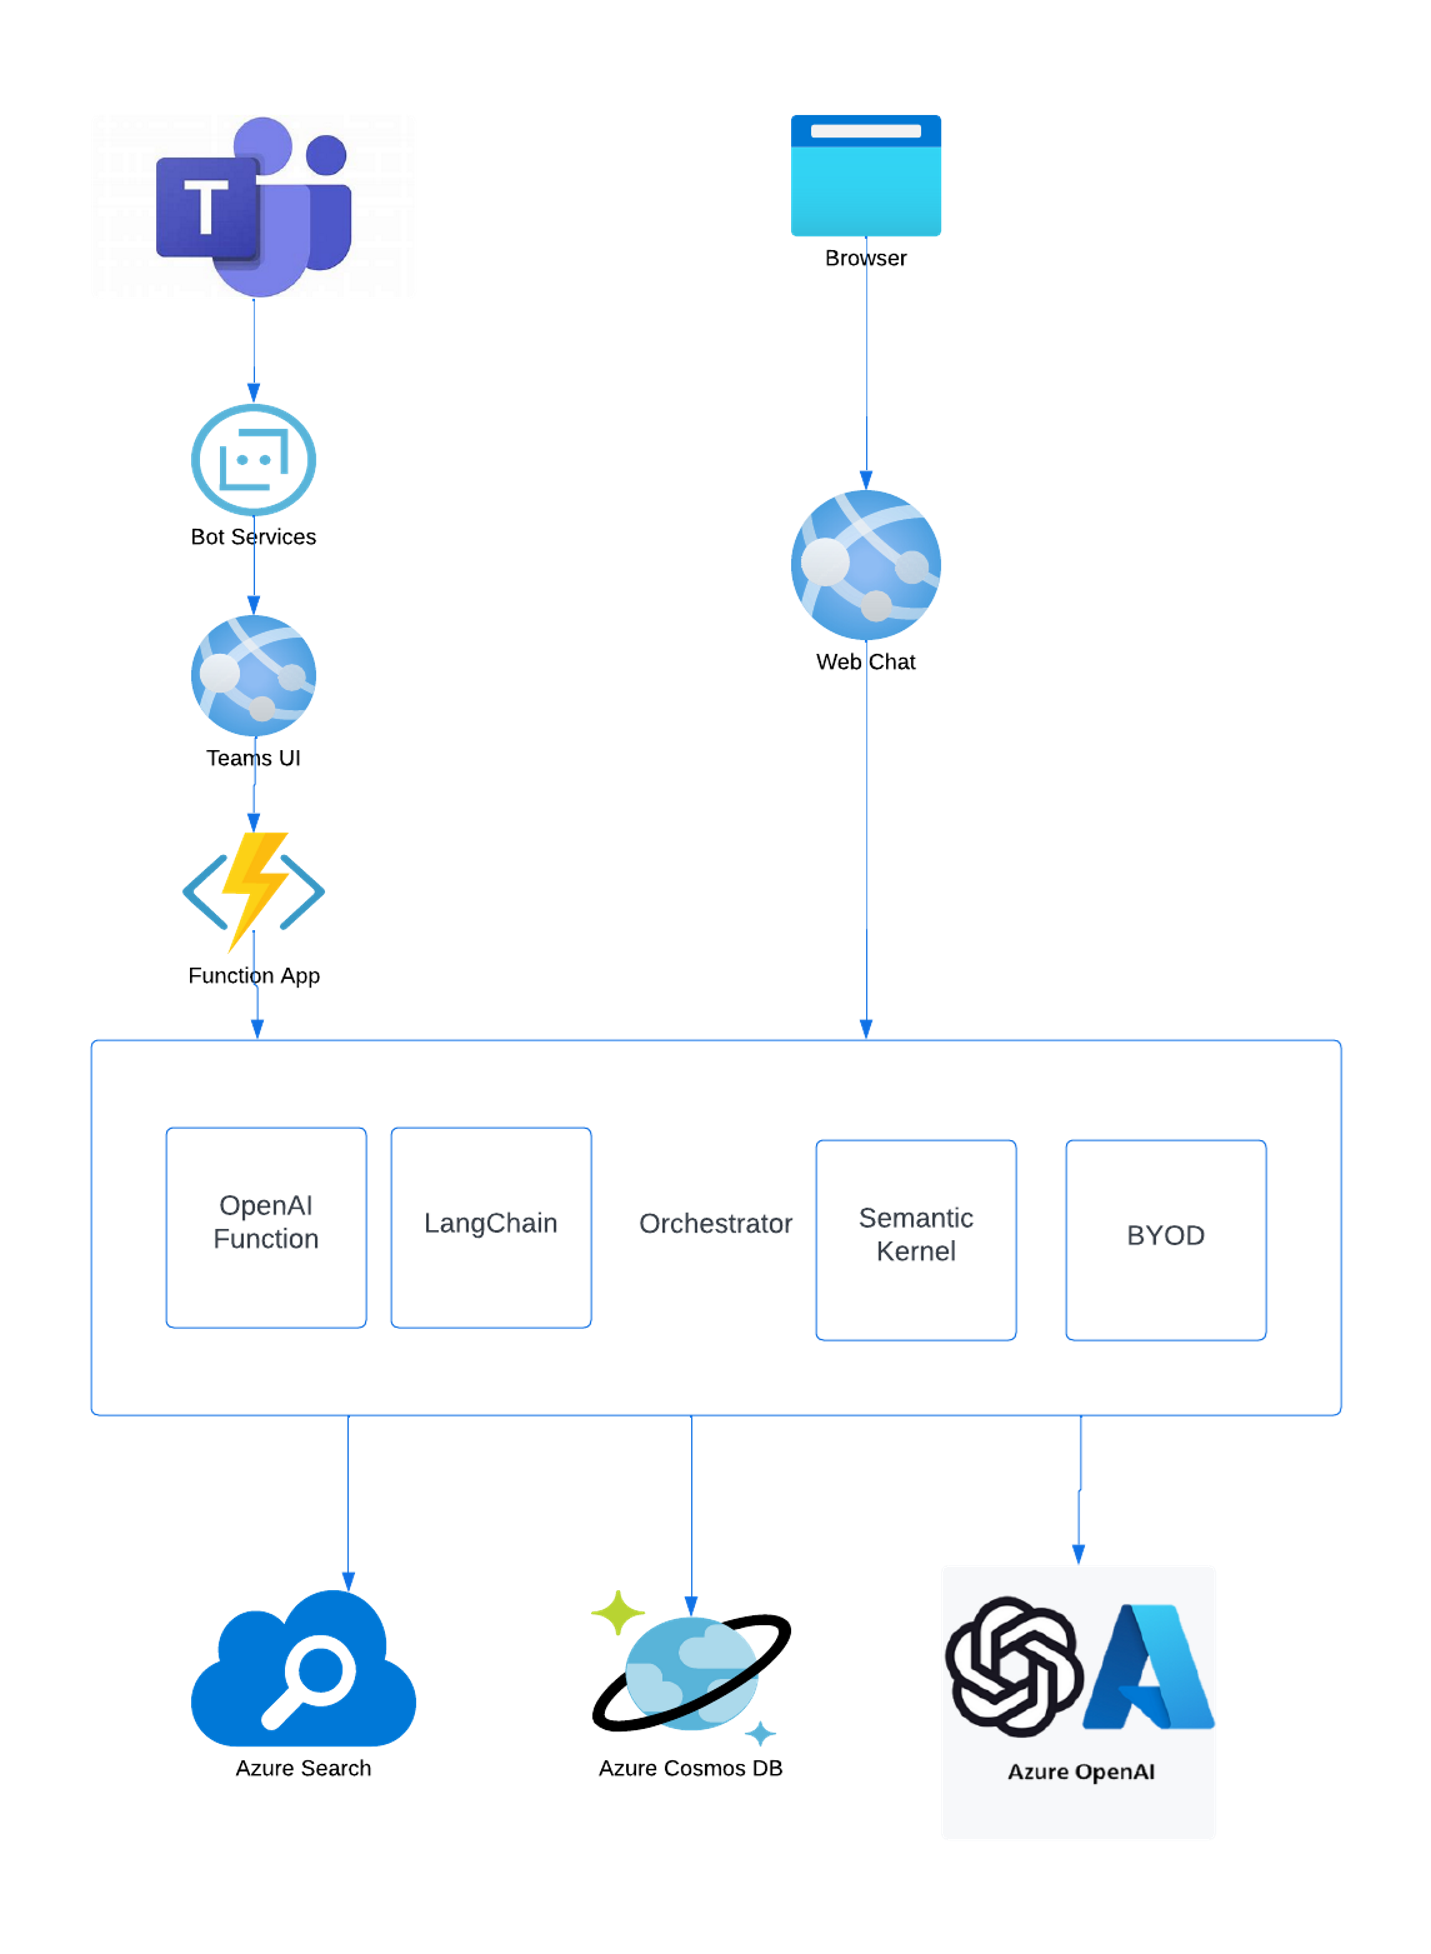 T
Browser
Bot Services
Web Chat
Teams UI
Function App
OpenAI
Function
LangChain
Orchestrator
Semantic
Kernel
BYOD
Azure Search
Azure Cosmos DB
Azure OpenAI